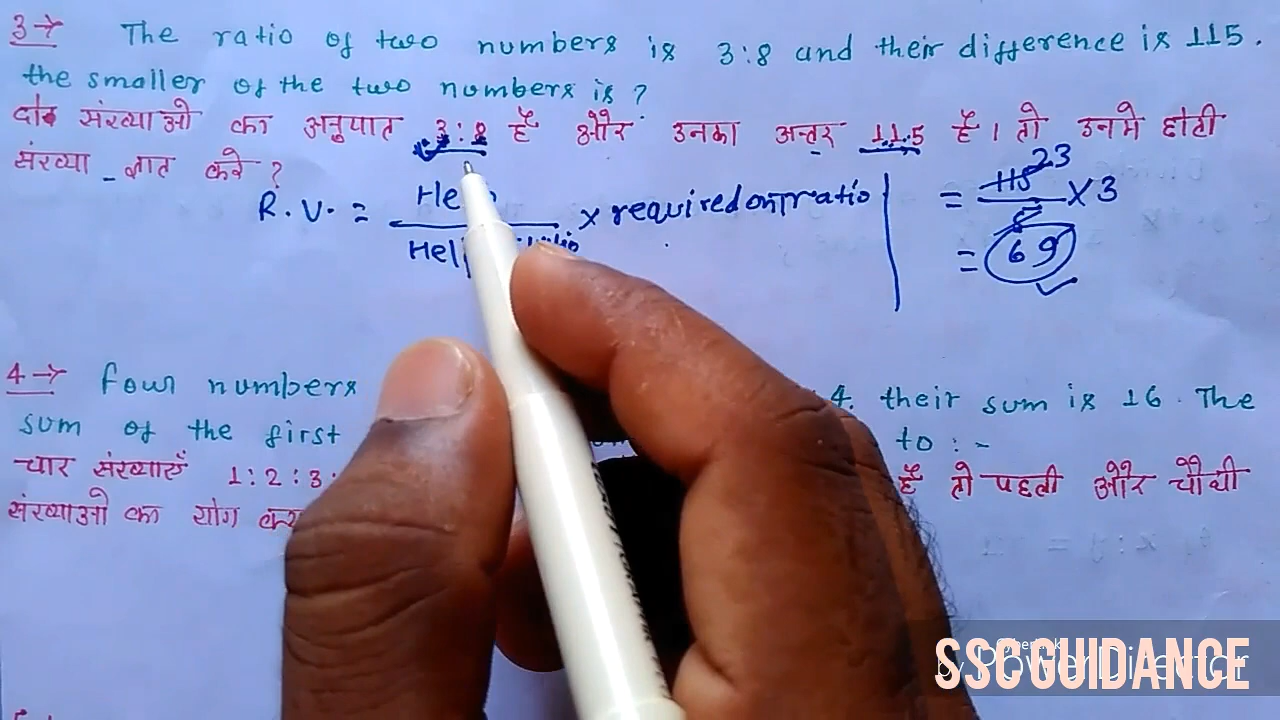 3→ The ratio of two numbers is 3:8 and their difference is 115.
the smaller of the two numbers is ?
दो संख्याओ का अनुपात 3:8 है और उनका अन्तर 115 है। तो उनमे छोटी
संख्या ज्ञात करे ?
R.V. = × required ratio
= 115 23 × 3
5
= 69
4→ four numbers 4. their sum is 16. The
sum of the first to :-
चार संख्याएँ 1:2:3: है तो पहली और चौथी
संख्याओ का योग
SSC GUIDANCE
by PowerDirector